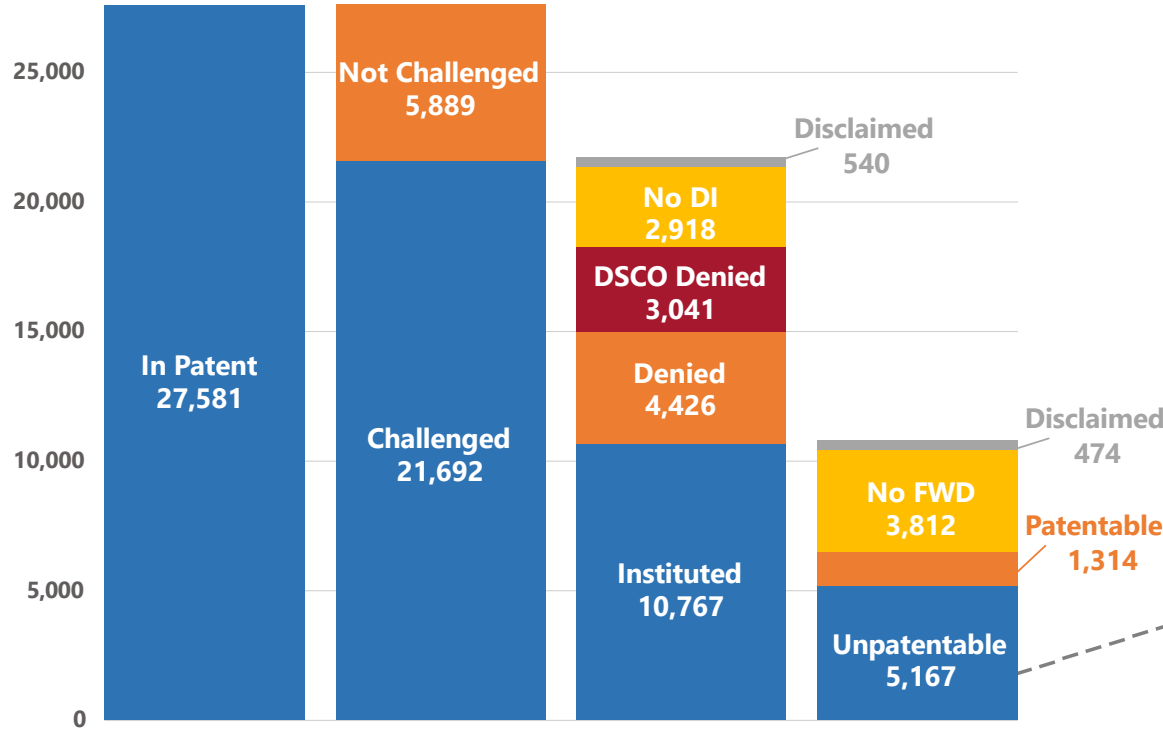 25,000
20,000
15,000
10,000
5,000
0
In Patent
27,581
Not Challenged
5,889
Challenged
21,692
Disclaimed
540
No DI
2,918
DSCO Denied
3,041
Denied
4,426
Instituted
10,767
Disclaimed
474
No FWD
3,812
Patentable
1,314
Unpatentable
5,167